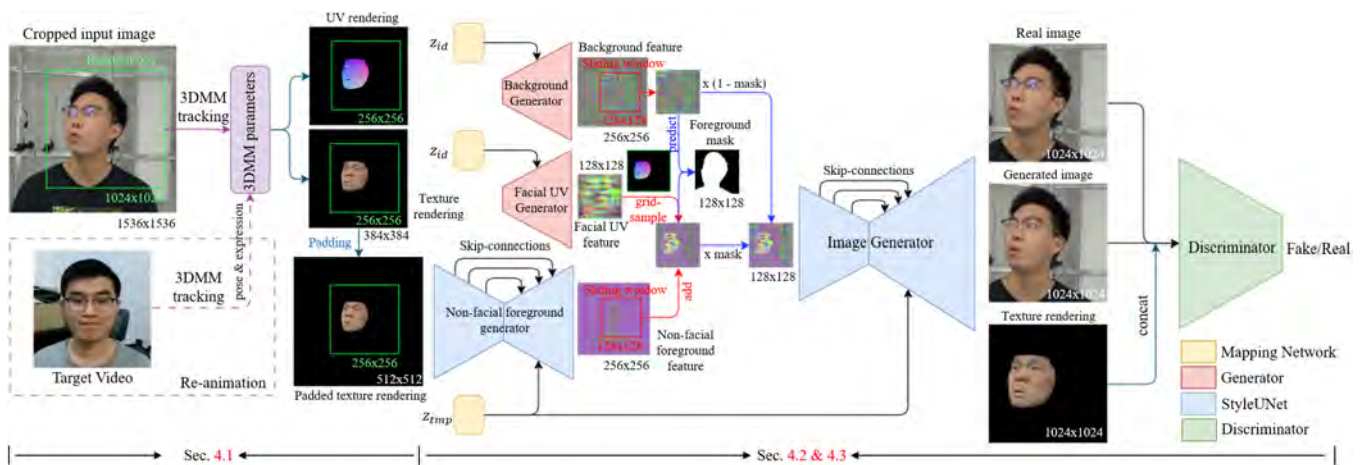 Cropped input image
1024x1024
1536x1536
3DMM
tracking
3DMM parameters
Target Video
3DMM
tracking
pose & expression
Re-animation
UV rendering
256x256
256x256
384x384
Texture
rendering
Padding
256x256
512x512
Padded texture rendering
z_id
Background
Generator
Background feature
Sliding window
128x128
256x256
x (1 - mask)
predict
Foreground
mask
128x128
z_id
Facial UV
Generator
128x128
Facial UV
feature
grid-
sample
x mask
128x128
Skip-connections
Non-facial foreground
generator
Sliding window
128x128
256x256
add
Non-facial
foreground
feature
z_tmp
Skip-connections
Image Generator
Real image
1024x1024
Generated image
1024x1024
Texture rendering
1024x1024
concat
Discriminator
Fake/Real
Mapping Network
Generator
StyleUNet
Discriminator
Sec. 4.1
Sec. 4.2 & 4.3